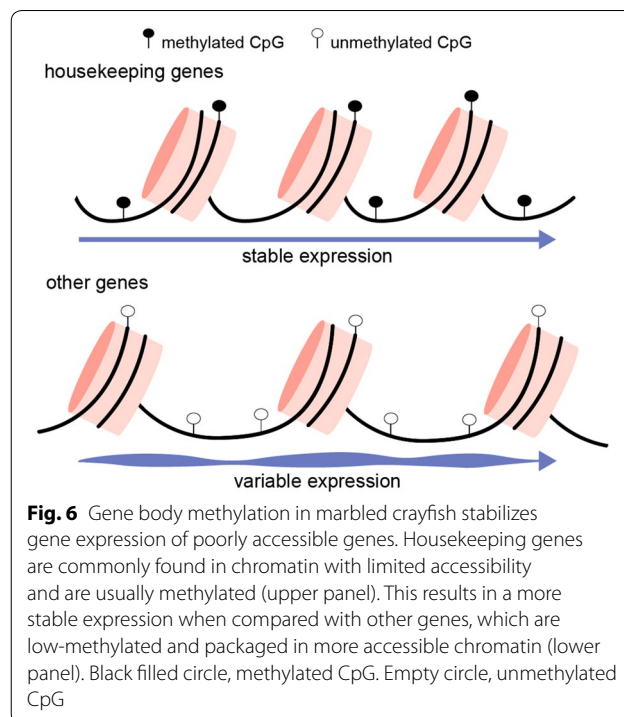 methylated CpG unmethylated CpG
housekeeping genes
stable expression
other genes
variable expression
Fig. 6 Gene body methylation in marbled crayfish stabilizes
gene expression of poorly accessible genes. Housekeeping genes
are commonly found in chromatin with limited accessibility
and are usually methylated (upper panel). This results in a more
stable expression when compared with other genes, which are
low-methylated and packaged in more accessible chromatin (lower
panel). Black filled circle, methylated CpG. Empty circle, unmethylated
CpG